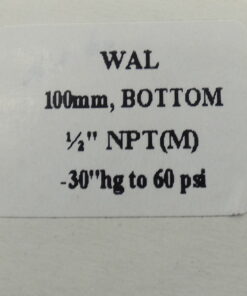 WAL
100mm, BOTTOM
½" NPT(M)
-30"hg to 60 psi